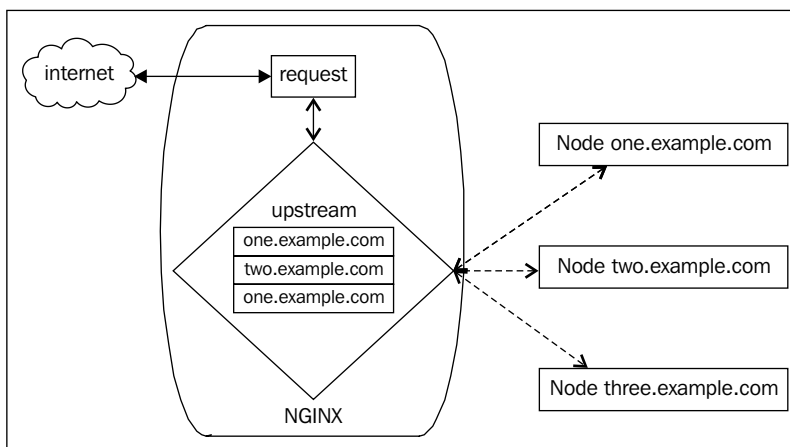 internet
request
upstream
one.example.com
two.example.com
one.example.com
NGINX
Node one.example.com
Node two.example.com
Node three.example.com